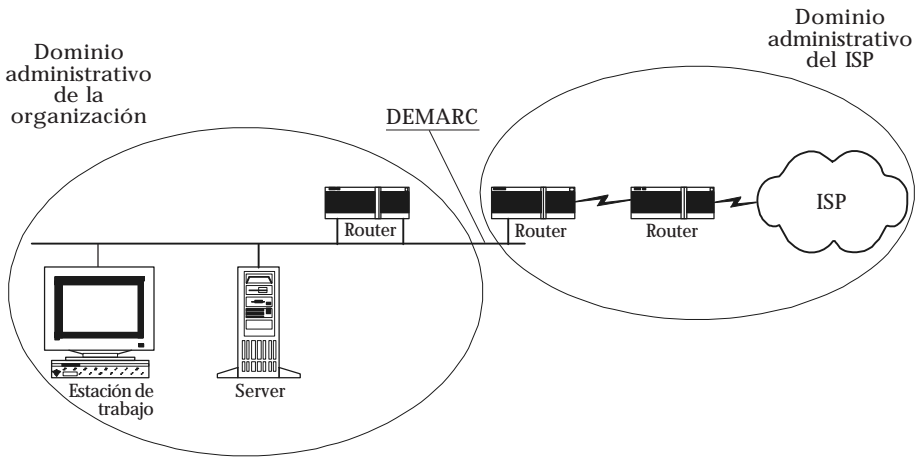 Dominio
administrativo
de la
organización
Dominio
administrativo
del ISP
DEMARC
Router
Router
Router
ISP
Estación de
trabajo
Server